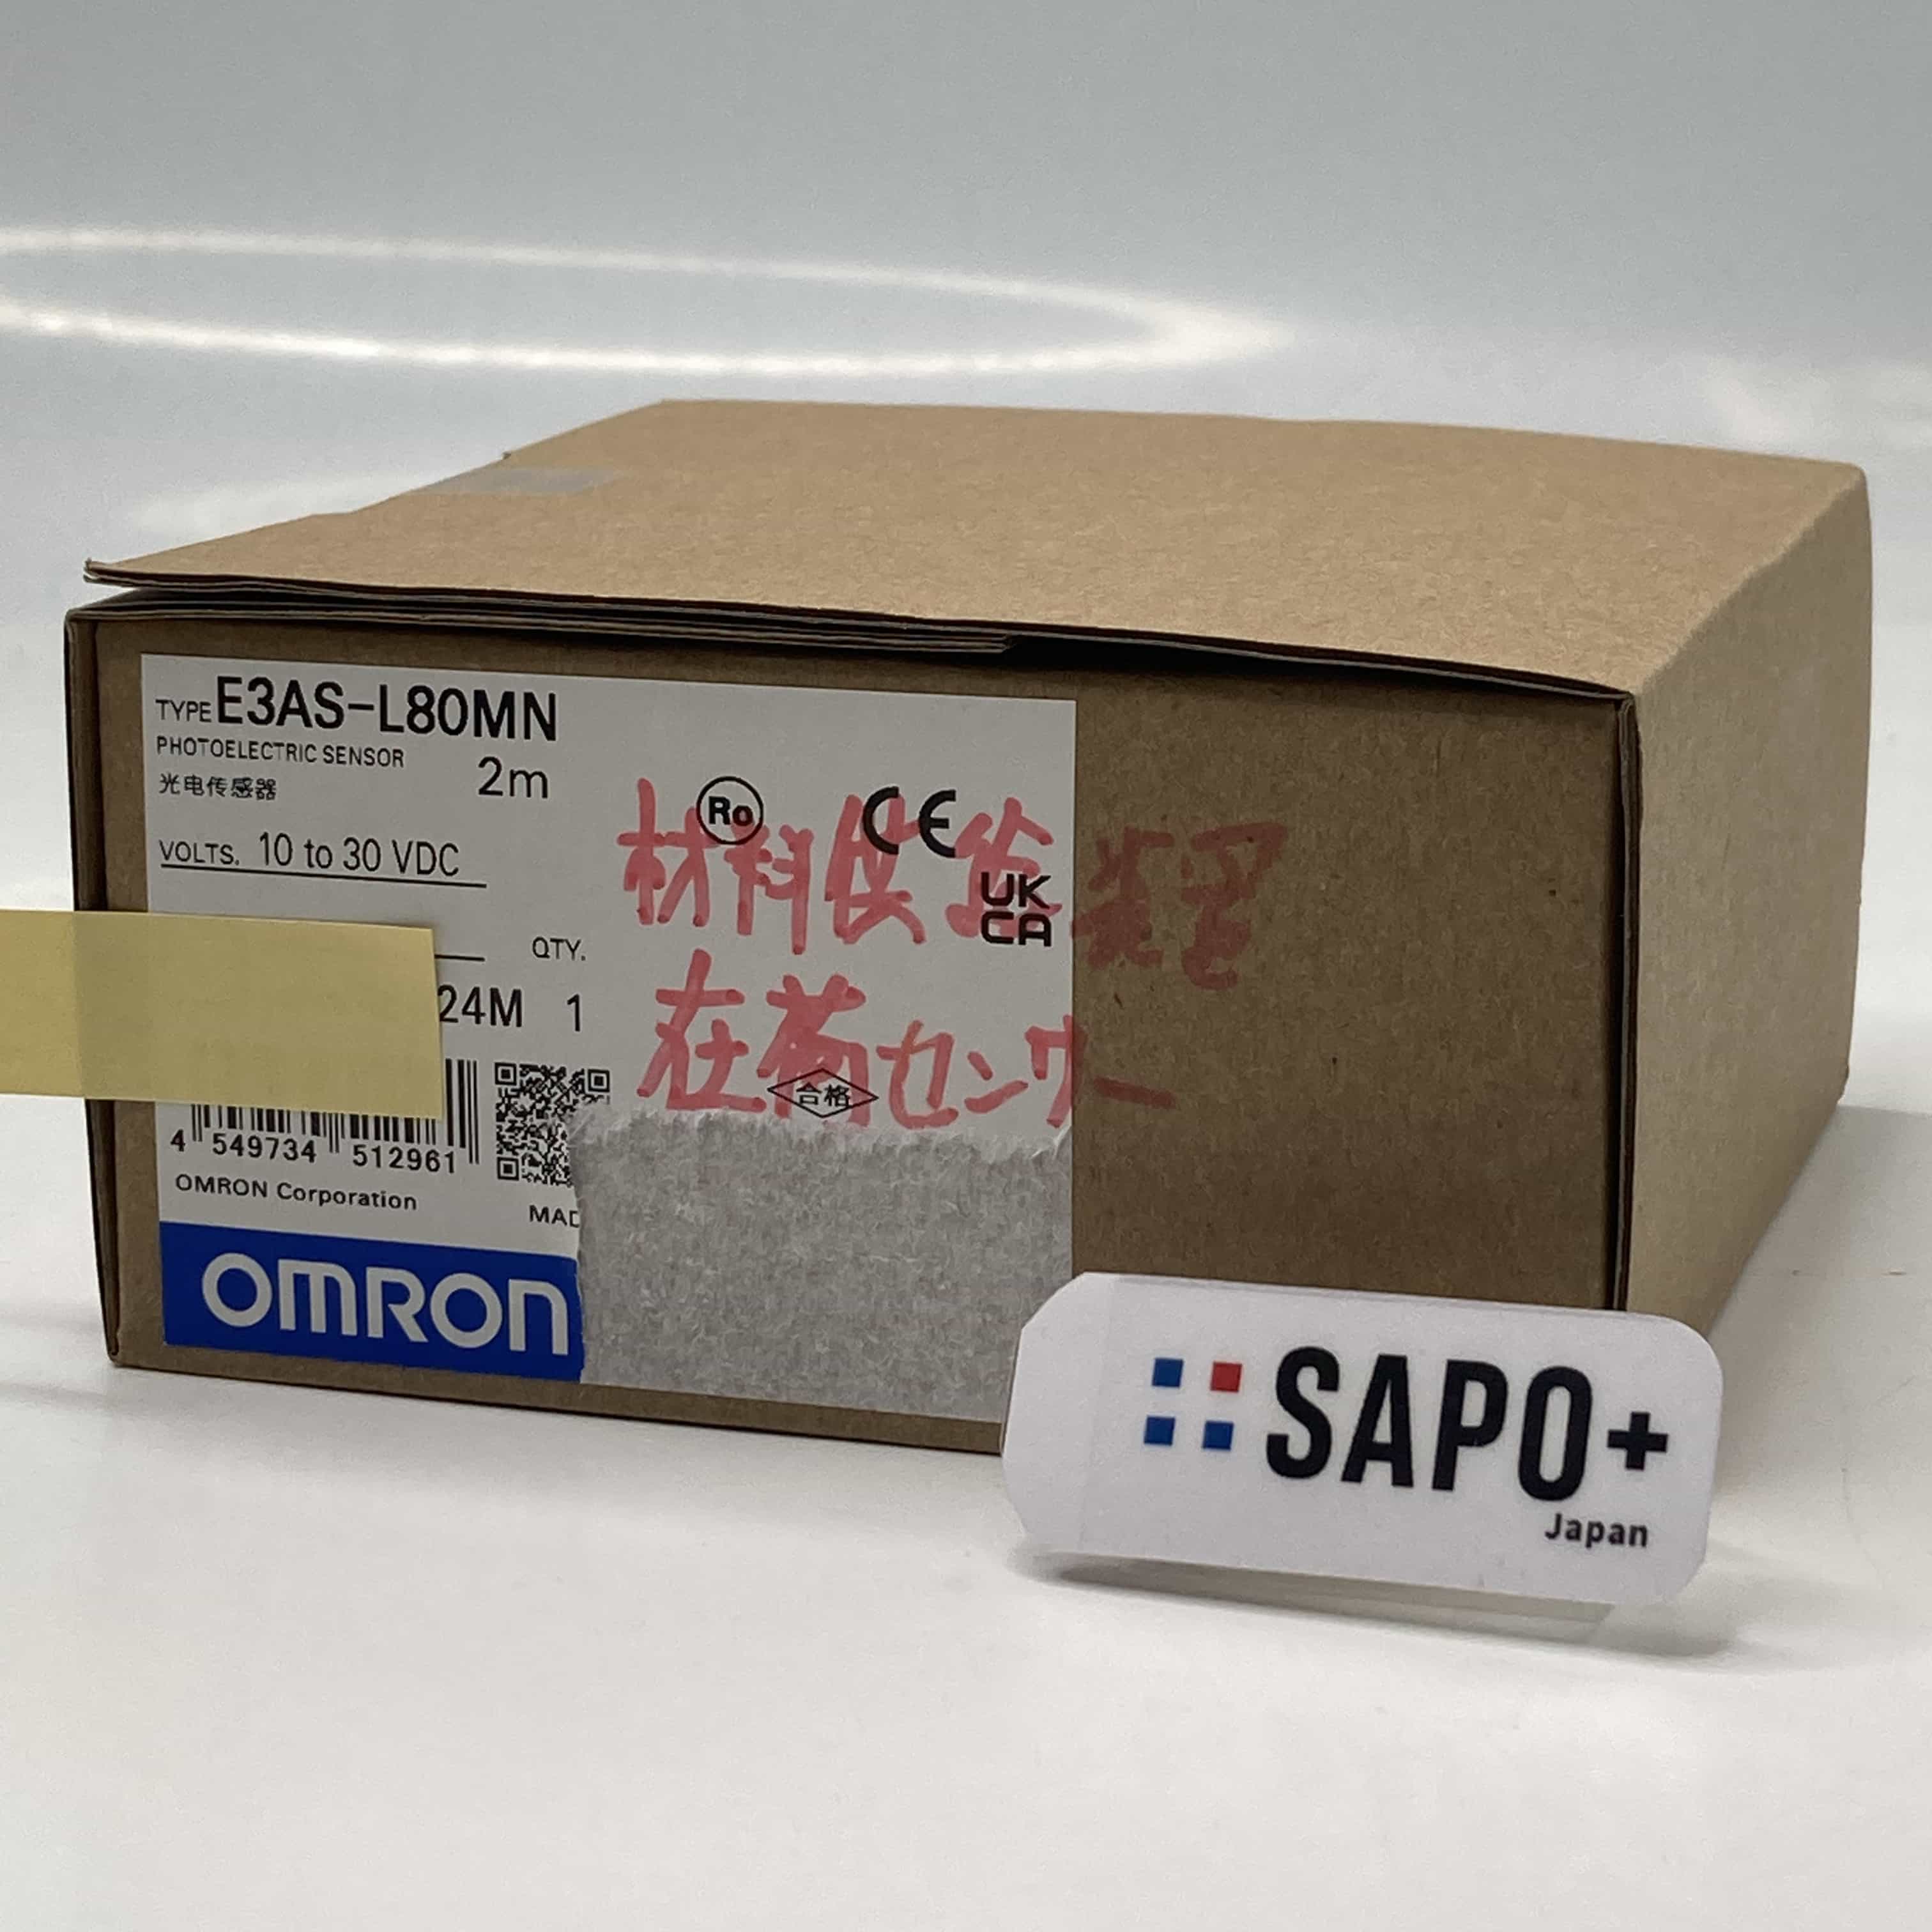 TYPE E3AS-L80MN
PHOTOELECTRIC SENSOR
2m
光电传感器
VOLTS. 10 to 30 VDC
QTY.
24M 1
Ro
CE
UK
CA
材料供給装置
在荷センサー
合格
4 549734 512961
OMRON Corporation
MAD
OMRON
SAPO+
Japan